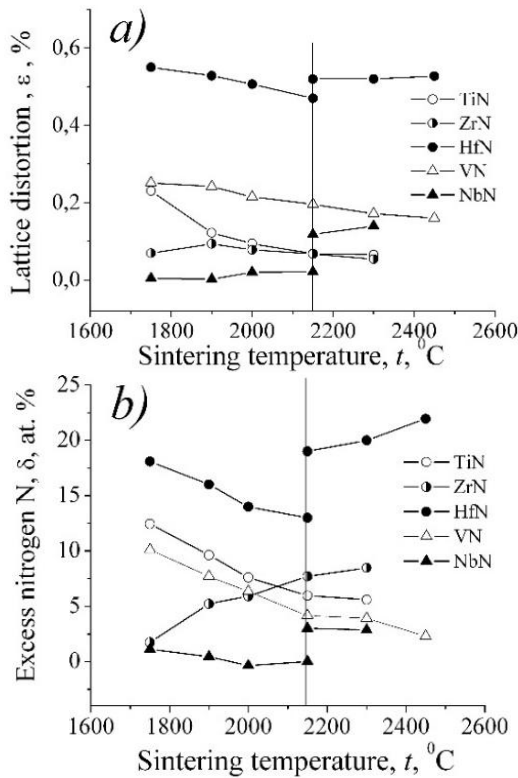 a)
Lattice distortion , ε , %
0,6
0,4
0,2
0,0
TiN
ZrN
HfN
VN
NbN
1600 1800 2000 2200 2400 2600
Sintering temperature, t, ⁰C
b)
Excess nitrogen N, δ, at. %
25
20
15
10
5
0
TiN
ZrN
HfN
VN
NbN
1600 1800 2000 2200 2400 2600
Sintering temperature, t, ⁰C